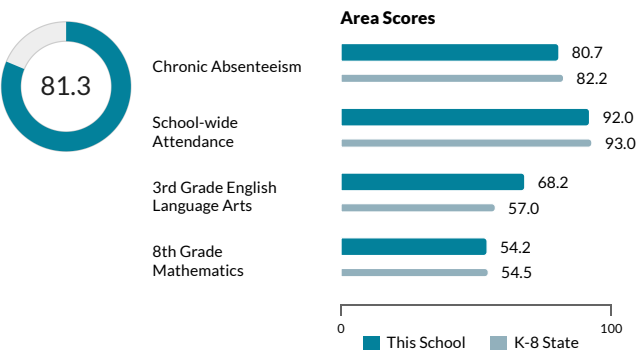 Area Scores
81.3
Chronic Absenteeism
80.7
82.2
School-wide
Attendance
92.0
93.0
3rd Grade English
Language Arts
68.2
57.0
8th Grade
Mathematics
54.2
54.5
0
100
This School
K-8 State